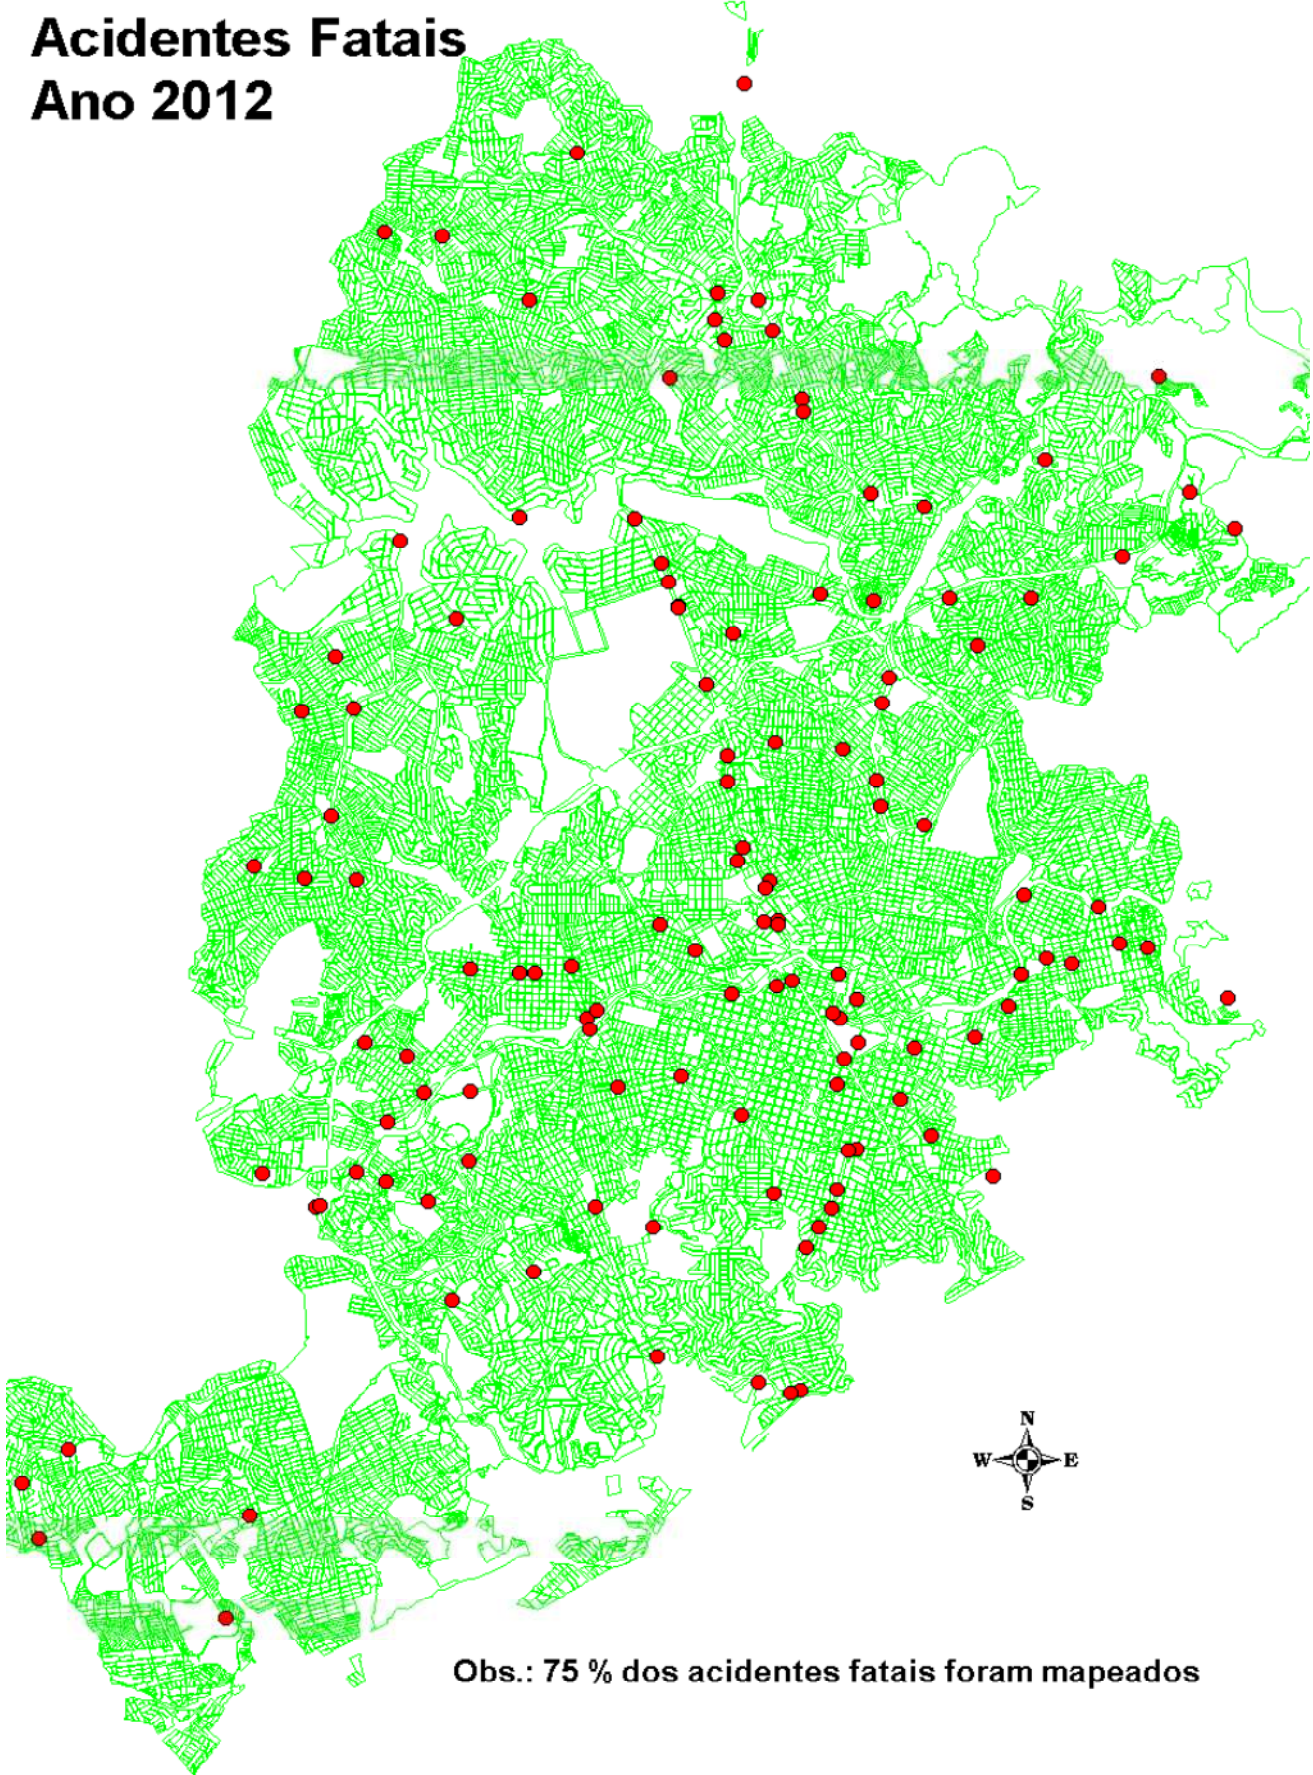 Acidentes Fatais
Ano 2012
N
W E
S
Obs.: 75 % dos acidentes fatais foram mapeados